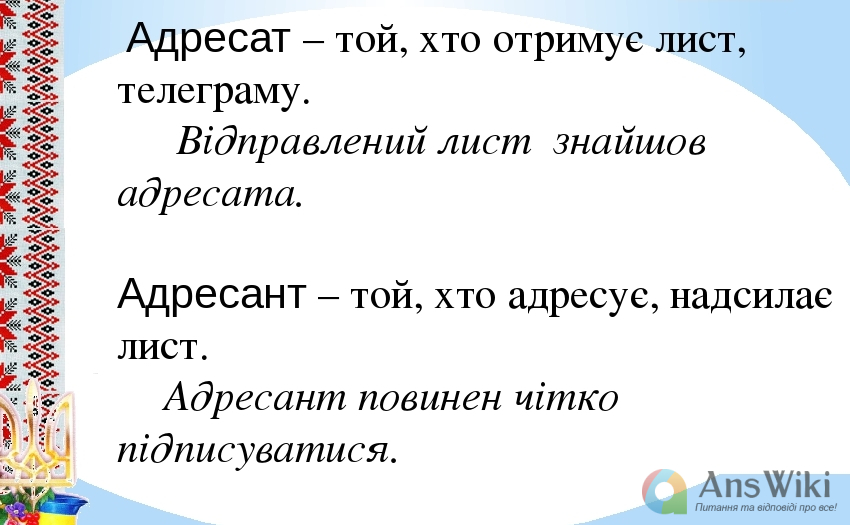 Адресат – той, хто отримує лист,
телеграму.
Відправлений лист знайшов
адресата.
Адресант – той, хто адресує, надсилає
лист.
Адресант повинен чітко
підписуватися.
AnsWiki
Питання та відповіді про все!